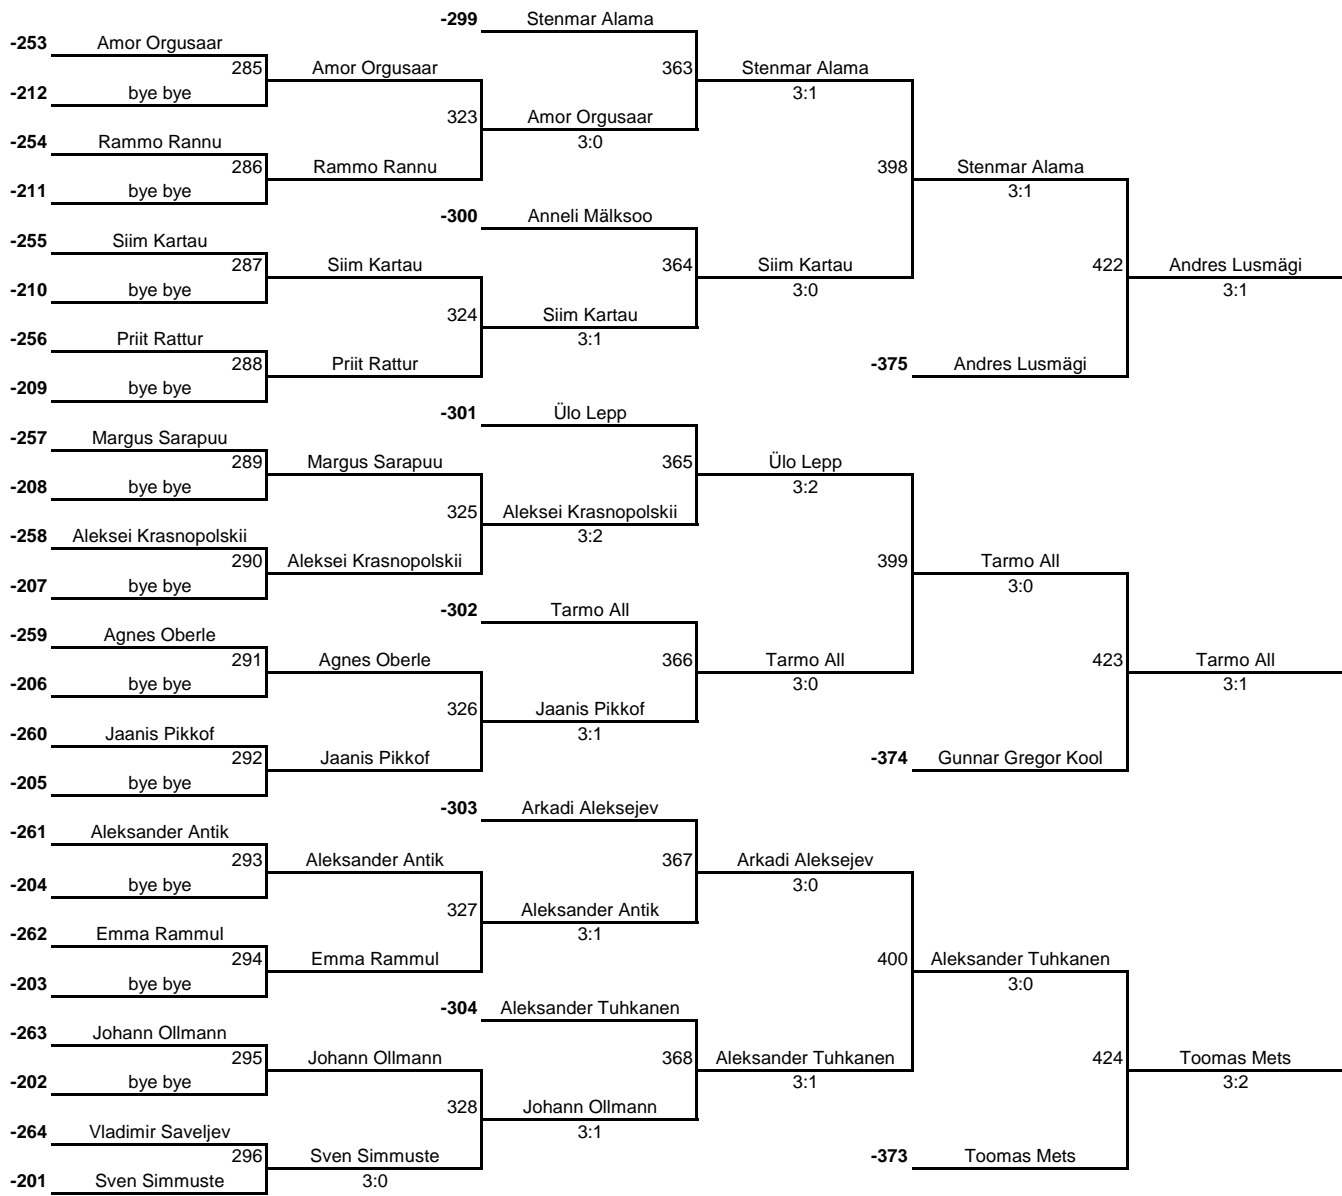 -299 Stenmar Alama
-253 Amor Orgusaar
285 Amor Orgusaar 363 Stenmar Alama
-212 bye bye 3:1
323 Amor Orgusaar
-254 Rammo Rannu 3:0
286 Rammo Rannu 398 Stenmar Alama
-211 bye bye 3:1
-300 Anneli Mälksoo
-255 Siim Kartau
287 Siim Kartau 364 Siim Kartau 422 Andres Lusmägi
-210 bye bye 3:0 3:1
324 Siim Kartau
-256 Priit Rattur 3:1
288 Priit Rattur -375 Andres Lusmägi
-209 bye bye
-301 Ülo Lepp
-257 Margus Sarapuu
289 Margus Sarapuu 365 Ülo Lepp
-208 bye bye 3:2
325 Aleksei Krasnopolskii
-258 Aleksei Krasnopolskii 3:2
290 Aleksei Krasnopolskii 399 Tarmo All
-207 bye bye 3:0
-302 Tarmo All
-259 Agnes Oberle
291 Agnes Oberle 366 Tarmo All 423 Tarmo All
-206 bye bye 3:0 3:1
326 Jaanis Pikkof
-260 Jaanis Pikkof 3:1
292 Jaanis Pikkof -374 Gunnar Gregor Kool
-205 bye bye
-303 Arkadi Aleksejev
-261 Aleksander Antik
293 Aleksander Antik 367 Arkadi Aleksejev
-204 bye bye 3:0
327 Aleksander Antik
-262 Emma Rammul 3:1
294 Emma Rammul 400 Aleksander Tuhkanen
-203 bye bye 3:0
-304 Aleksander Tuhkanen
-263 Johann Ollmann
295 Johann Ollmann 368 Aleksander Tuhkanen 424 Toomas Mets
-202 bye bye 3:1 3:2
328 Johann Ollmann
-264 Vladimir Saveljev 3:1
296 Sven Simmuste -373 Toomas Mets
-201 Sven Simmuste 3:0